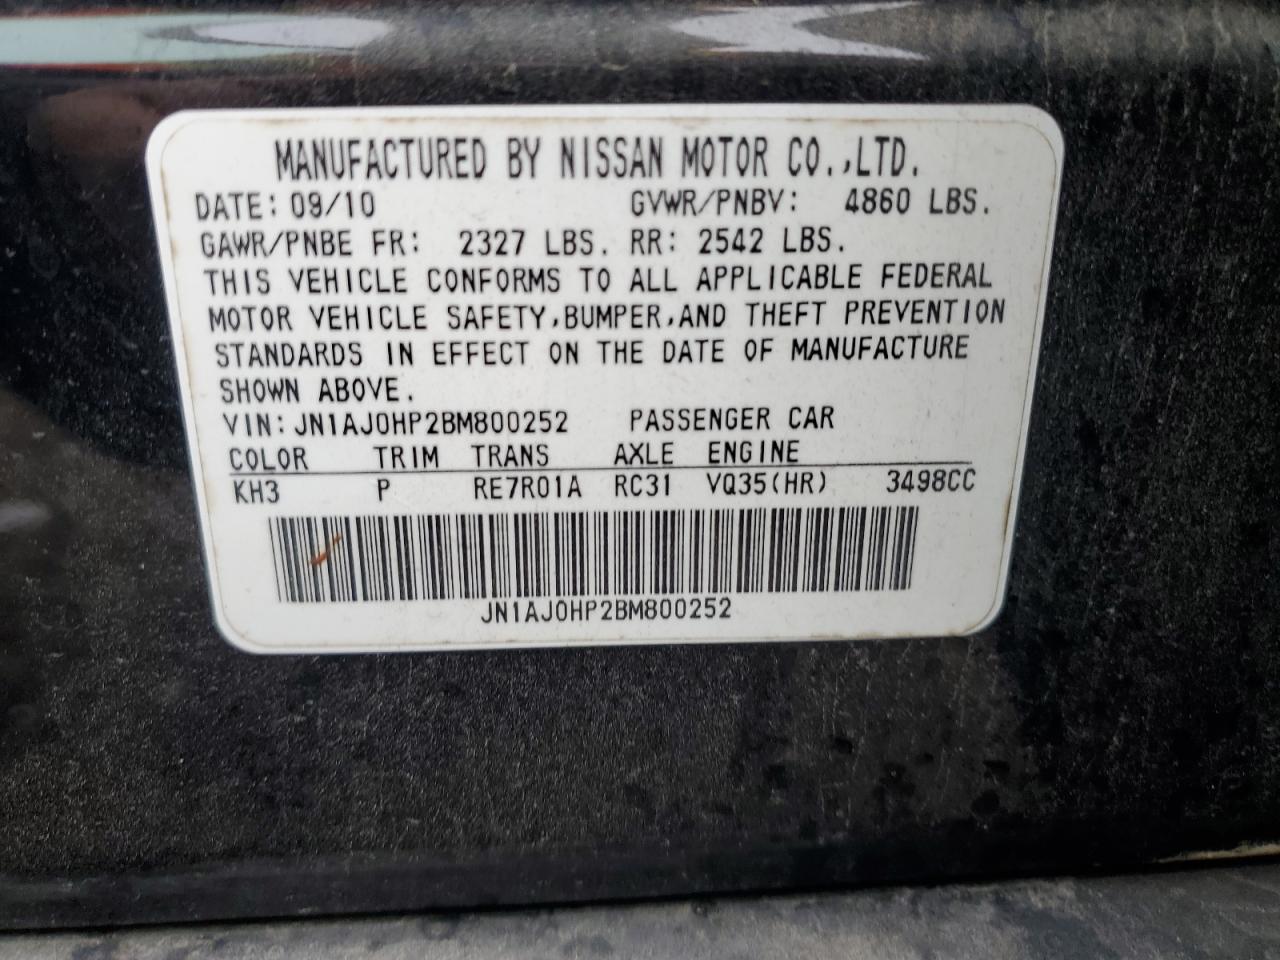 MANUFACTURED BY NISSAN MOTOR CO.,LTD.
DATE: 09/10 GVWR/PNBV: 4860 LBS.
GAWR/PNBE FR: 2327 LBS. RR: 2542 LBS.
THIS VEHICLE CONFORMS TO ALL APPLICABLE FEDERAL
MOTOR VEHICLE SAFETY,BUMPER,AND THEFT PREVENTION
STANDARDS IN EFFECT ON THE DATE OF MANUFACTURE
SHOWN ABOVE.
VIN:JN1AJ0HP2BM800252 PASSENGER CAR
COLOR TRIM TRANS AXLE ENGINE
KH3 P RE7R01A RC31 VQ35(HR) 3498CC
JN1AJ0HP2BM800252